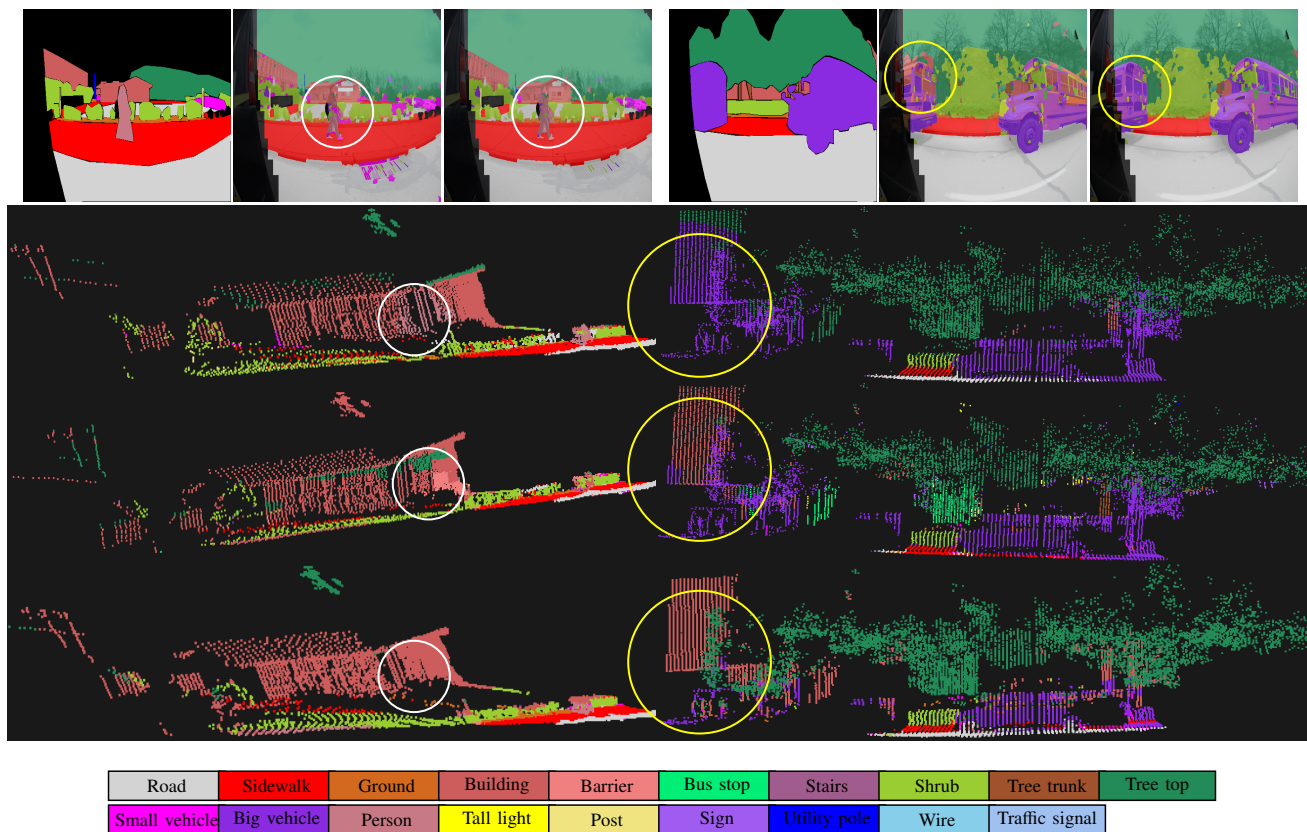 Road Sidewalk Ground Building Barrier Bus stop Stairs Shrub Tree trunk Tree top
Small vehicle Big vehicle Person Tall light Post Sign Utility pole Wire Traffic signal